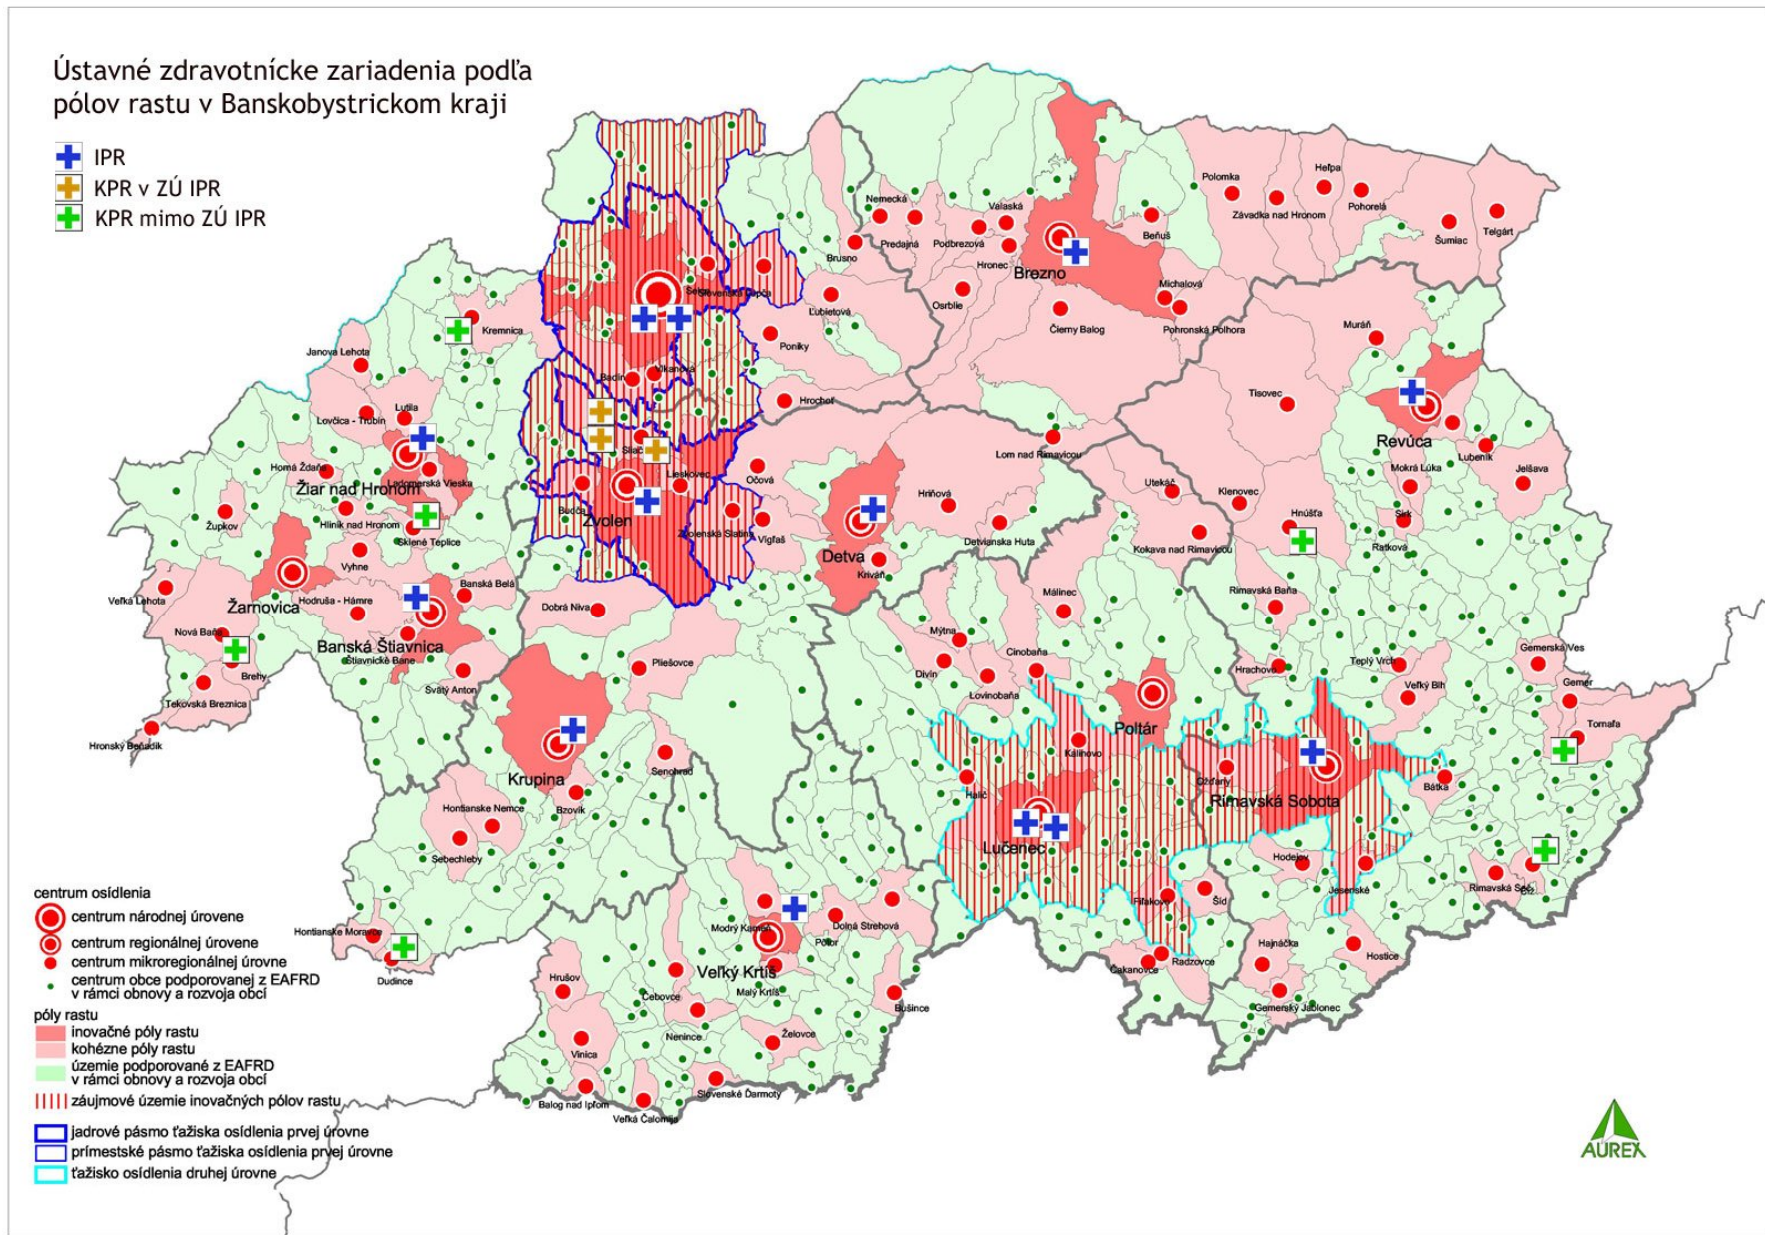 Ústavné zdravotnícke zariadenia podľa
pólov rastu v Banskobystrickom kraji
IPR
KPR v ZÚ IPR
KPR mimo ZÚ IPR
Polomka
Heľpa
Závadka nad Hronom
Pohorelá
Šumiac
Telgárt
Nemecká
Predajná
Valaská
Podbrezová
Hronec
Beňuš
Brusno
Brezno
Michalová
Slovenská Ľupča
Osrblie
Ľubietová
Čierny Balog
Pohronská Polhora
Kremnica
Poniky
Muráň
Janova Lehota
Badín
Vlkanová
Tisovec
Hrochoť
Lovčica - Trubín
Lutila
Revúca
Lubeník
Sliač
Lieskovec
Lom nad Rimavicou
Mokrá Lúka
Jelšava
Horná Ždaňa
Žiar nad Hronom
Ladomerská Vieska
Očová
Hriňová
Utekáč
Klenovec
Hnúšťa
Sirk
Župkov
Hliník nad Hronom
Sklené Teplice
Budča
Zvolen
Zvolenská Slatina
Vígľaš
Detva
Detvianska Huta
Kokava nad Rimavicou
Ratková
Vyhne
Kriváň
Veľká Lehota
Žarnovica
Hodruša - Hámre
Banská Belá
Dobrá Niva
Málinec
Rimavská Baňa
Nová Baňa
Banská Štiavnica
Štiavnické Bane
Mýtna
Cinobaňa
Brehy
Svätý Anton
Pliešovce
Divín
Lovinobaňa
Hrachovo
Teplý Vrch
Gemerská Ves
Tekovská Breznica
Veľký Blh
Gemer
Tornaľa
Hronský Beňadik
Poltár
Kalinovo
Krupina
Senohrad
Halič
Ožďany
Rimavská Sobota
Bátka
Bzovík
Hontianske Nemce
Sebechleby
Lučenec
Hodejov
Jesenské
Rimavská Seč
Fiľakovo
Šíd
Hontianske Moravce
Dudince
Modrý Kameň
Pôtor
Dolná Strehová
Veľký Krtíš
Malý Krtíš
Radzovce
Čakanovce
Hajnáčka
Hostice
Gemerský Jablonec
Hrušov
Čebovce
Bušince
Nenince
Želovce
Vinica
Slovenské Ďarmoty
Balog nad Ipľom
Veľká Čalomija
centrum osídlenia
centrum národnej úrovene
centrum regionálnej úrovene
centrum mikroregionálnej úrovne
centrum obce podporovanej z EAFRD
v rámci obnovy a rozvoja obcí
póly rastu
inovačné póly rastu
kohézne póly rastu
územie podporované z EAFRD
v rámci obnovy a rozvoja obcí
záujmové územie inovačných pólov rastu
jadrové pásmo ťažiska osídlenia prvej úrovne
prímestské pásmo ťažiska osídlenia prvej úrovne
ťažisko osídlenia druhej úrovne
AUREX